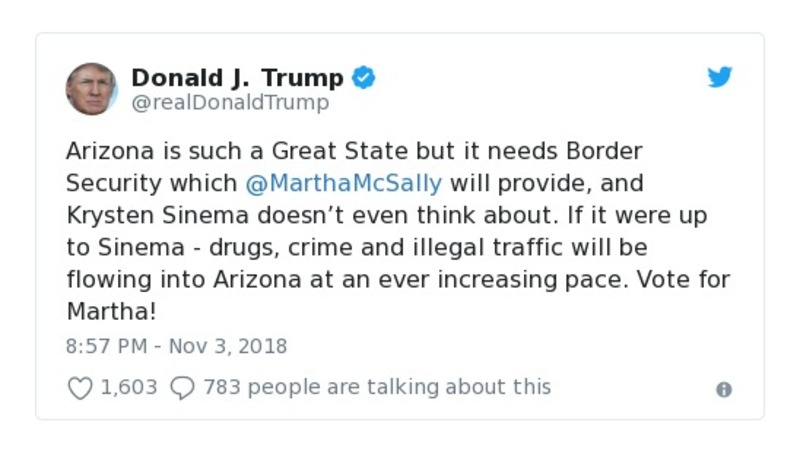 Donald J. Trump
@realDonaldTrump
Arizona is such a Great State but it needs Border
Security which @MarthaMcSally will provide, and
Krysten Sinema doesn’t even think about. If it were up
to Sinema - drugs, crime and illegal traffic will be
flowing into Arizona at an ever increasing pace. Vote for
Martha!
8:57 PM - Nov 3, 2018
1,603 783 people are talking about this